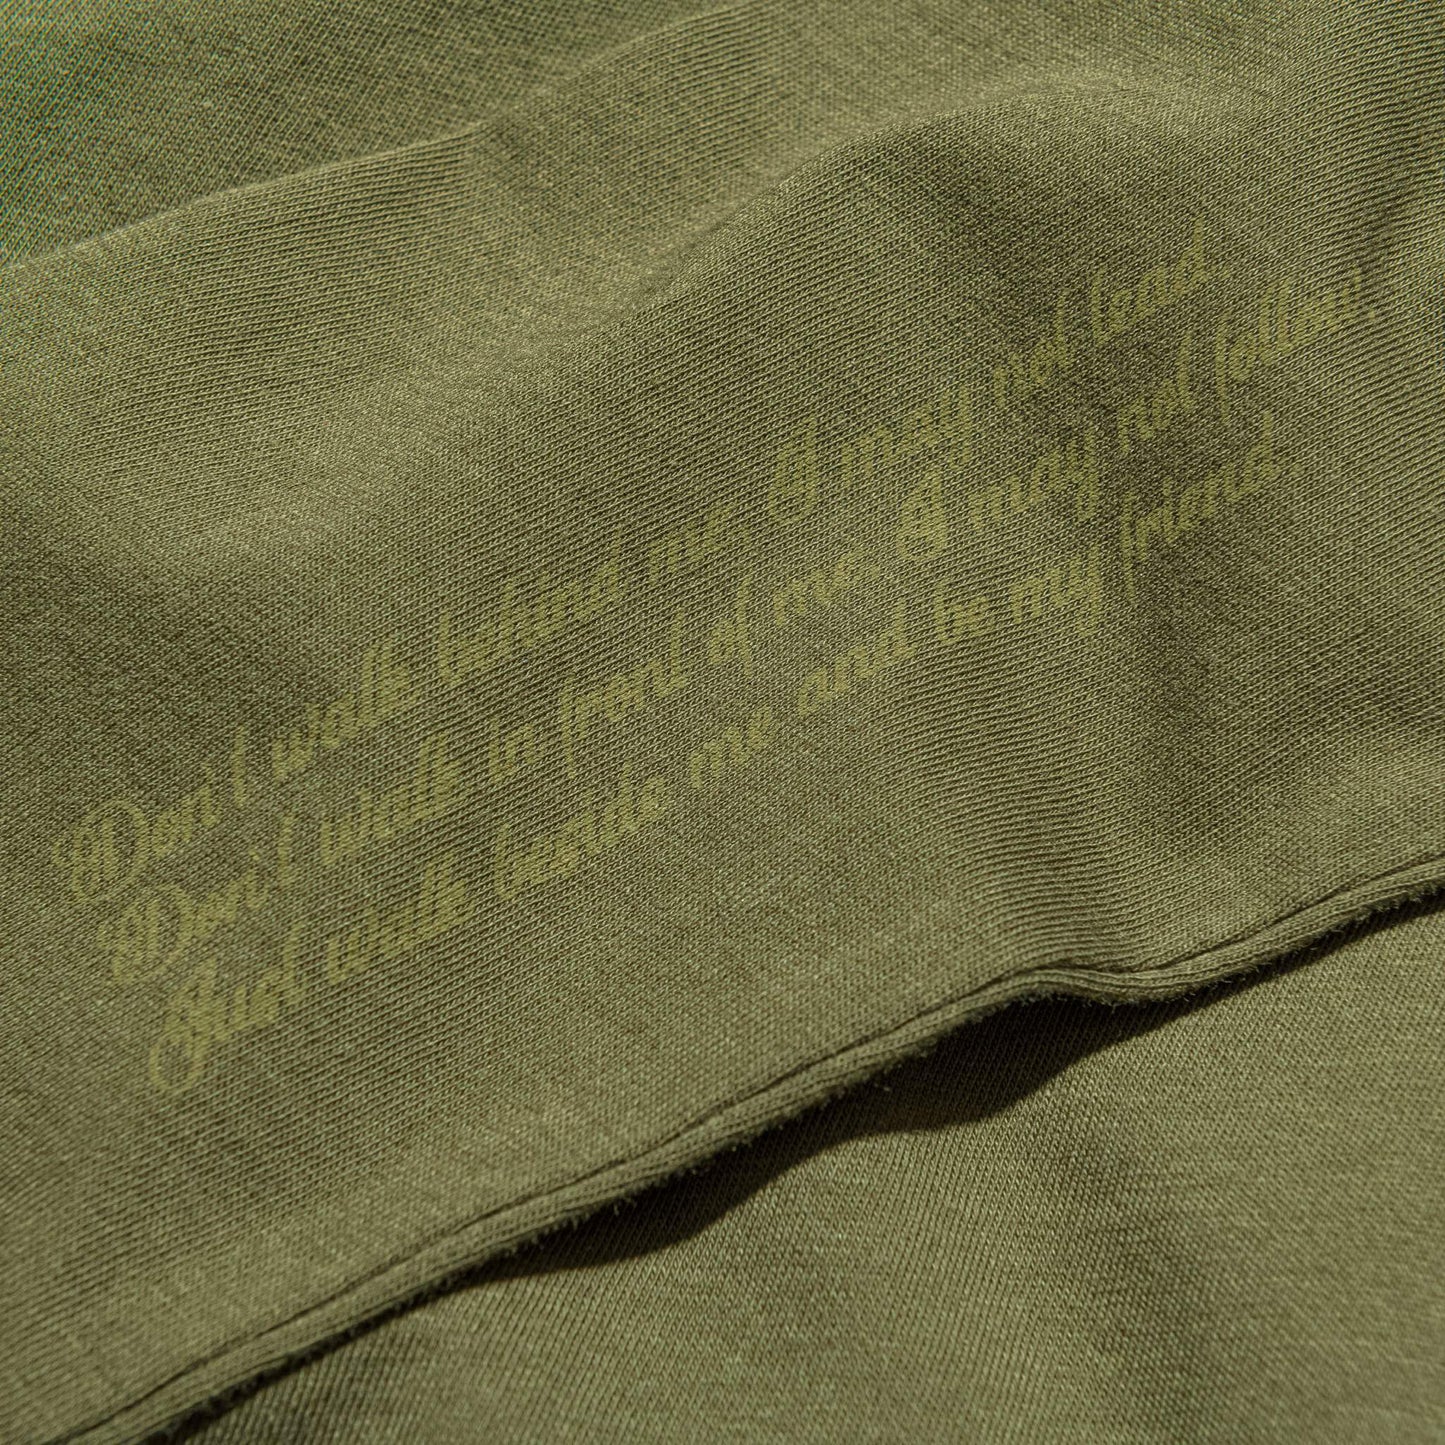 Don't walk behind me. I may not lead.
Don't walk in front of me. I may not follow.
Just walk beside me and be my friend.